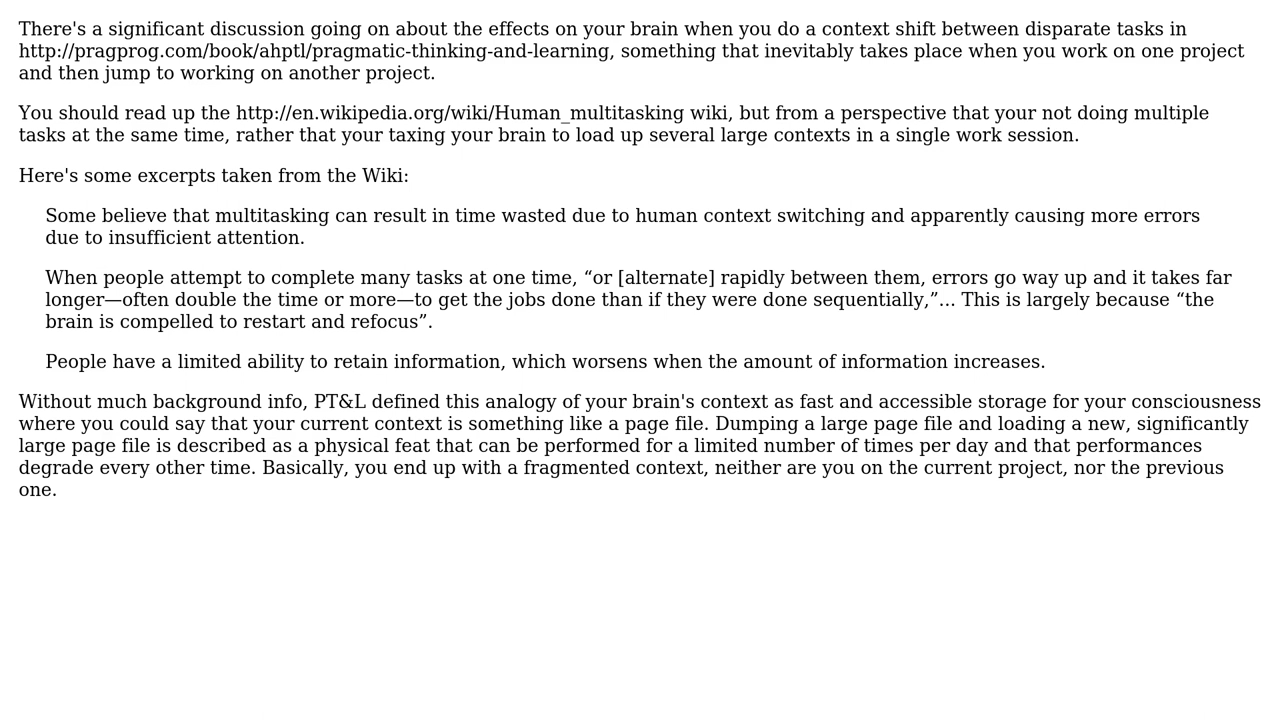 There's a significant discussion going on about the effects on your brain when you do a context shift between disparate tasks in
http://pragprog.com/book/ahptl/pragmatic-thinking-and-learning, something that inevitably takes place when you work on one project
and then jump to working on another project.
You should read up the http://en.wikipedia.org/wiki/Human_multitasking wiki, but from a perspective that your not doing multiple
tasks at the same time, rather that your taxing your brain to load up several large contexts in a single work session.
Here's some excerpts taken from the Wiki:
Some believe that multitasking can result in time wasted due to human context switching and apparently causing more errors
due to insufficient attention.
When people attempt to complete many tasks at one time, “or [alternate] rapidly between them, errors go way up and it takes far
longer—often double the time or more—to get the jobs done than if they were done sequentially,”... This is largely because “the
brain is compelled to restart and refocus”.
People have a limited ability to retain information, which worsens when the amount of information increases.
Without much background info, PT&L defined this analogy of your brain's context as fast and accessible storage for your consciousness
where you could say that your current context is something like a page file. Dumping a large page file and loading a new, significantly
large page file is described as a physical feat that can be performed for a limited number of times per day and that performances
degrade every other time. Basically, you end up with a fragmented context, neither are you on the current project, nor the previous
one.